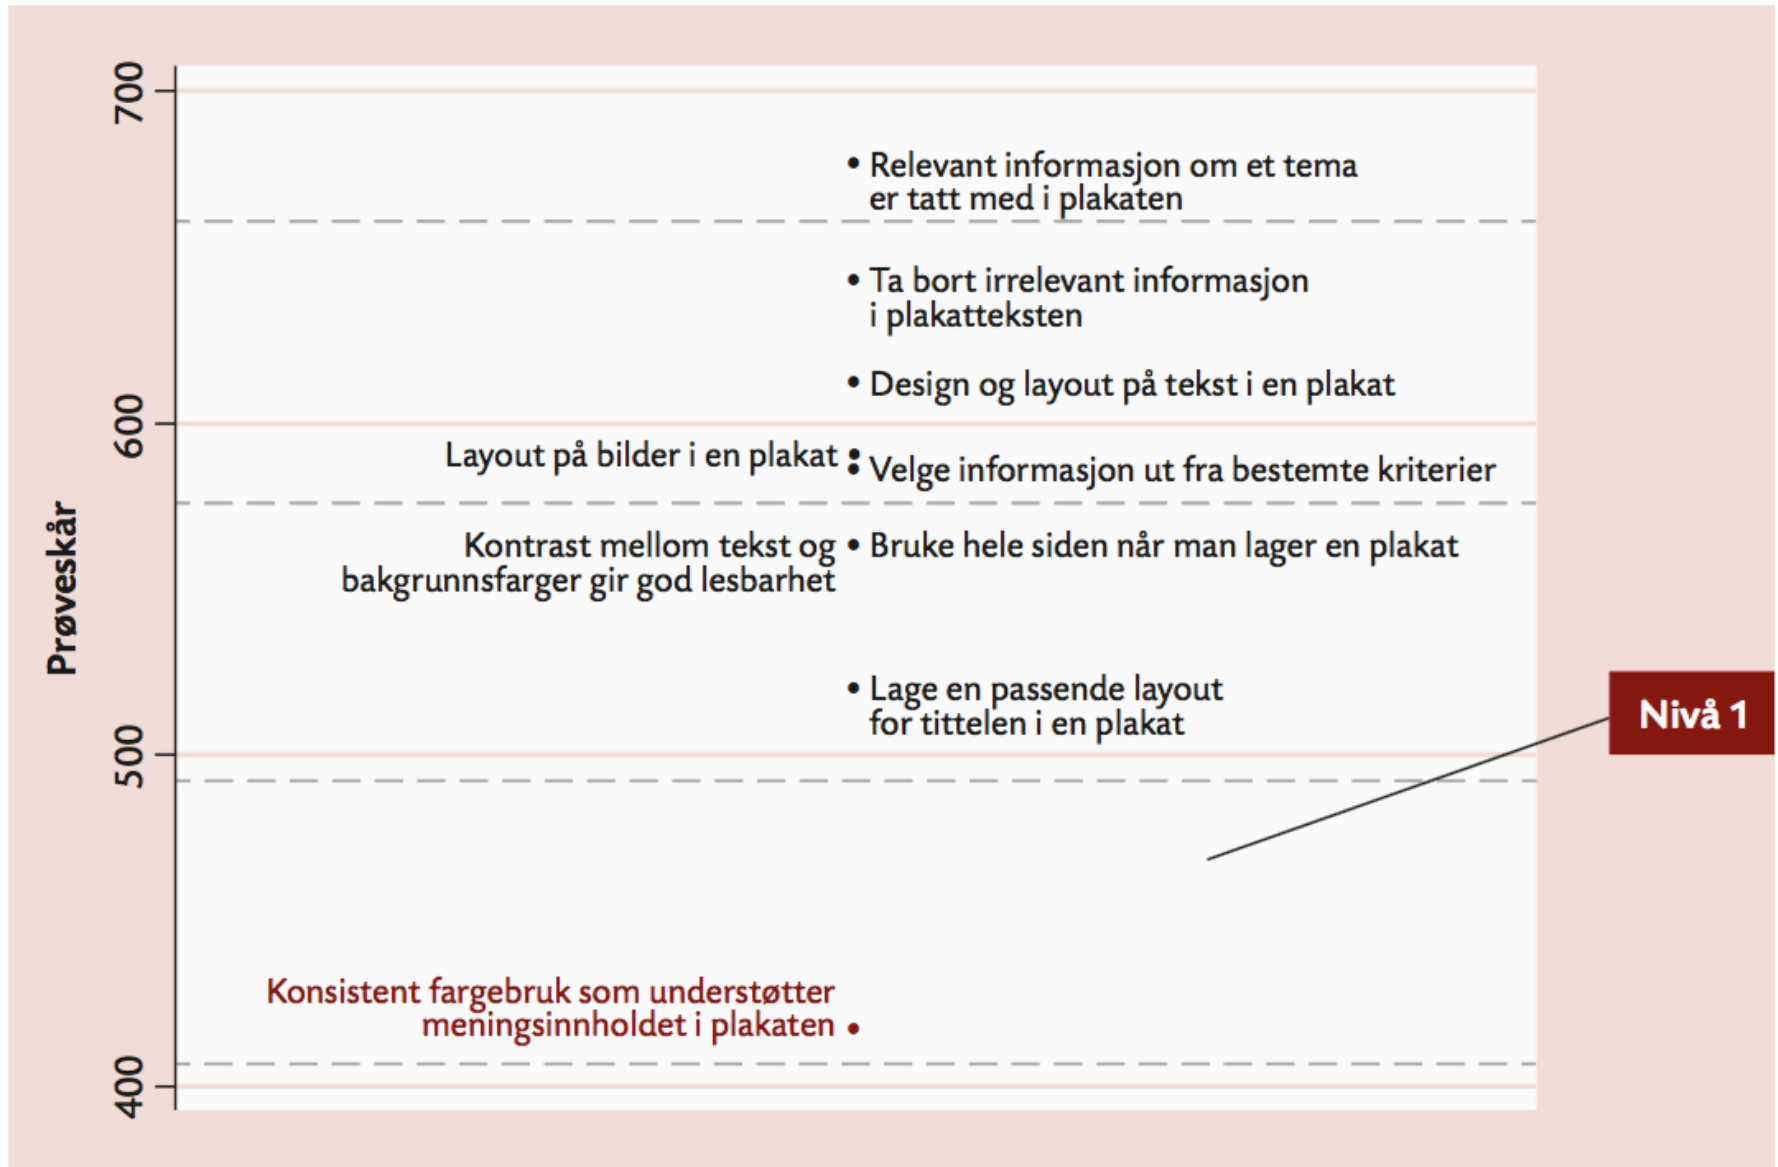 700
Relevant informasjon om et tema
er tatt med i plakaten
Ta bort irrelevant informasjon
i plakatteksten
Design og layout på tekst i en plakat
600
Layout på bilder i en plakat
Velge informasjon ut fra bestemte kriterier
Prøveskår
Kontrast mellom tekst og
bakgrunnsfarger gir god lesbarhet
Bruke hele siden når man lager en plakat
Lage en passende layout
for tittelen i en plakat
Nivå 1
500
Konsistent fargebruk som understøtter
meningsinnholdet i plakaten
400